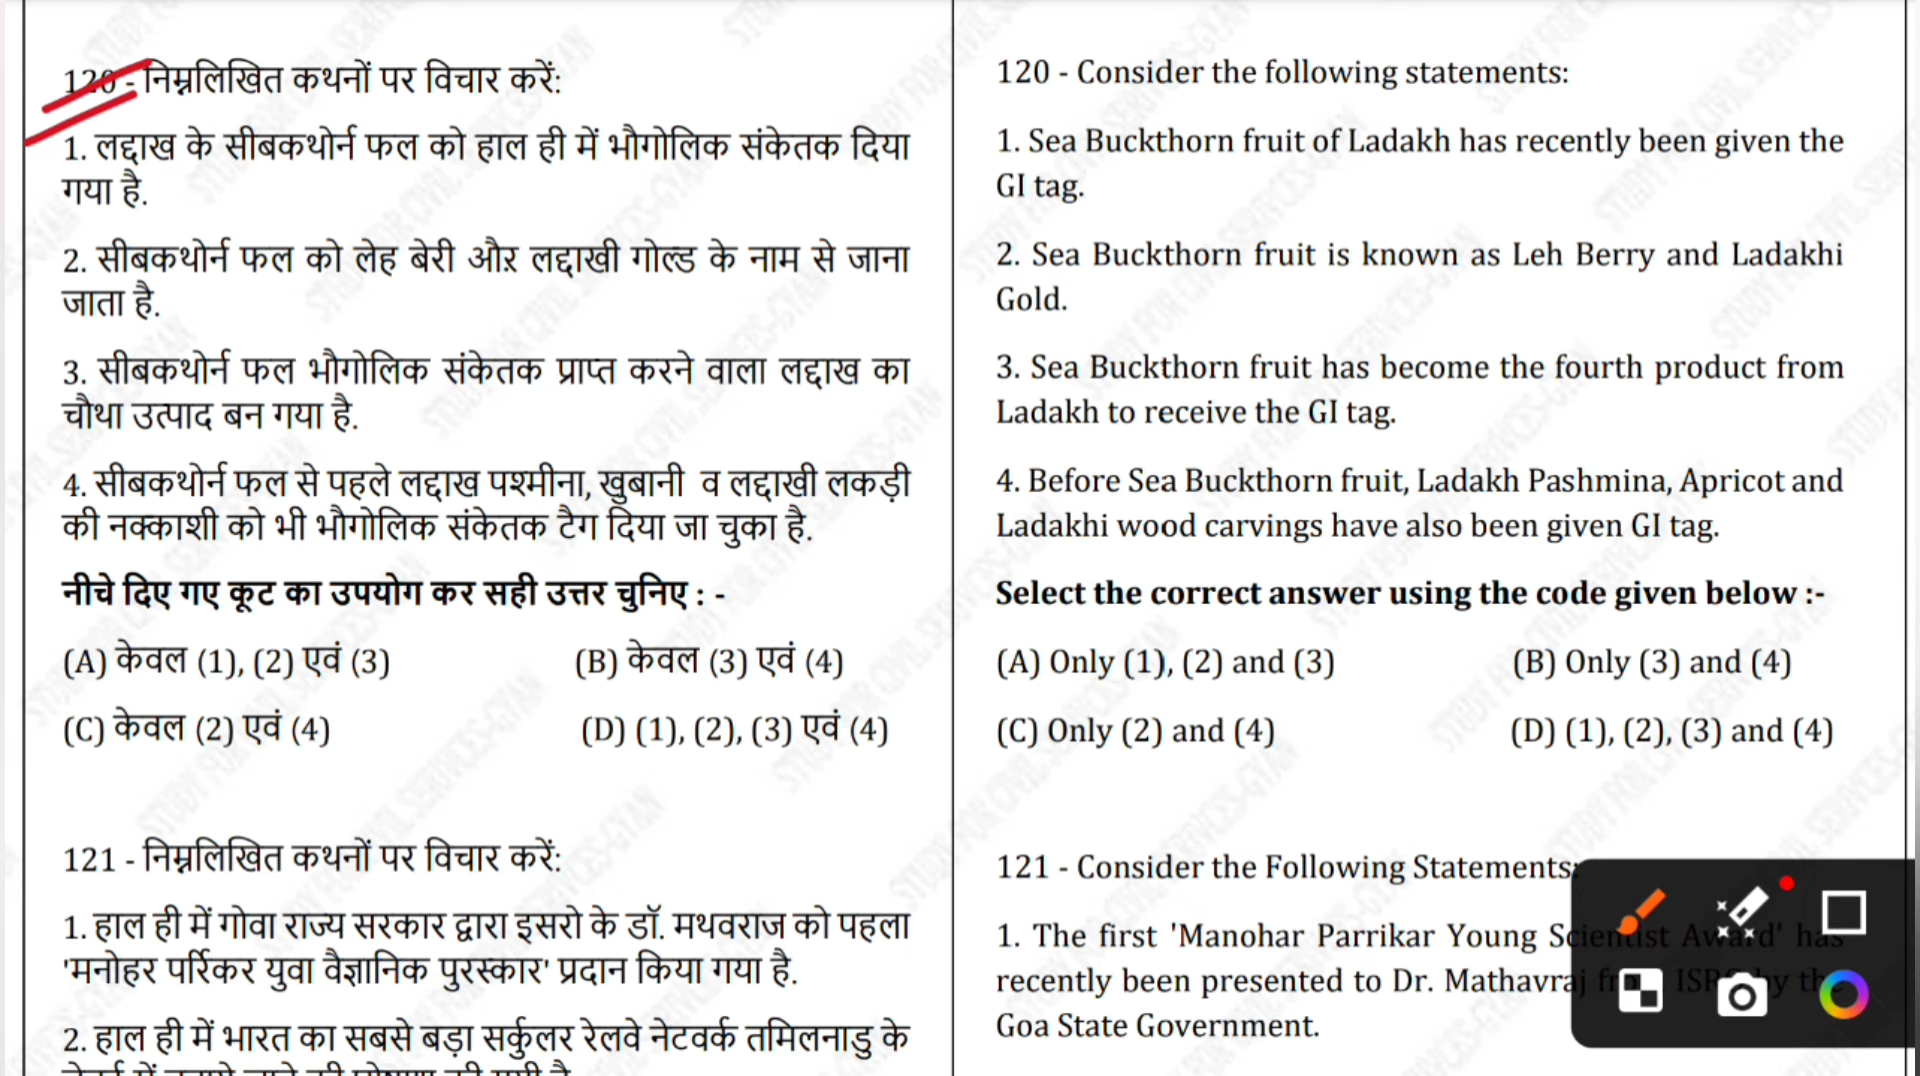 120 - निम्नलिखित कथनों पर विचार करें:
1. लद्दाख के सीबकथोर्न फल को हाल ही में भौगोलिक संकेतक दिया
गया है.
2. सीबकथोर्न फल को लेह बेरी और लद्दाखी गोल्ड के नाम से जाना
जाता है.
3. सीबकथोर्न फल भौगोलिक संकेतक प्राप्त करने वाला लद्दाख का
चौथा उत्पाद बन गया है.
4. सीबकथोर्न फल से पहले लद्दाख पश्मीना, खुबानी व लद्दाखी लकड़ी
की नक्काशी को भी भौगोलिक संकेतक टैग दिया जा चुका है.
नीचे दिए गए कूट का उपयोग कर सही उत्तर चुनिए : -
(A) केवल (1), (2) एवं (3) (B) केवल (3) एवं (4)
(C) केवल (2) एवं (4) (D) (1), (2), (3) एवं (4)
121 - निम्नलिखित कथनों पर विचार करें:
1. हाल ही में गोवा राज्य सरकार द्वारा इसरो के डॉ. मथवराज को पहला
'मनोहर पर्रिकर युवा वैज्ञानिक पुरस्कार' प्रदान किया गया है.
2. हाल ही में भारत का सबसे बड़ा सर्कुलर रेलवे नेटवर्क तमिलनाडु के
120 - Consider the following statements:
1. Sea Buckthorn fruit of Ladakh has recently been given the
GI tag.
2. Sea Buckthorn fruit is known as Leh Berry and Ladakhi
Gold.
3. Sea Buckthorn fruit has become the fourth product from
Ladakh to receive the GI tag.
4. Before Sea Buckthorn fruit, Ladakh Pashmina, Apricot and
Ladakhi wood carvings have also been given GI tag.
Select the correct answer using the code given below :-
(A) Only (1), (2) and (3) (B) Only (3) and (4)
(C) Only (2) and (4) (D) (1), (2), (3) and (4)
121 - Consider the Following Statements:
1. The first 'Manohar Parrikar Young Scientist Award' has
recently been presented to Dr. Mathavraj from ISRO by the
Goa State Government.